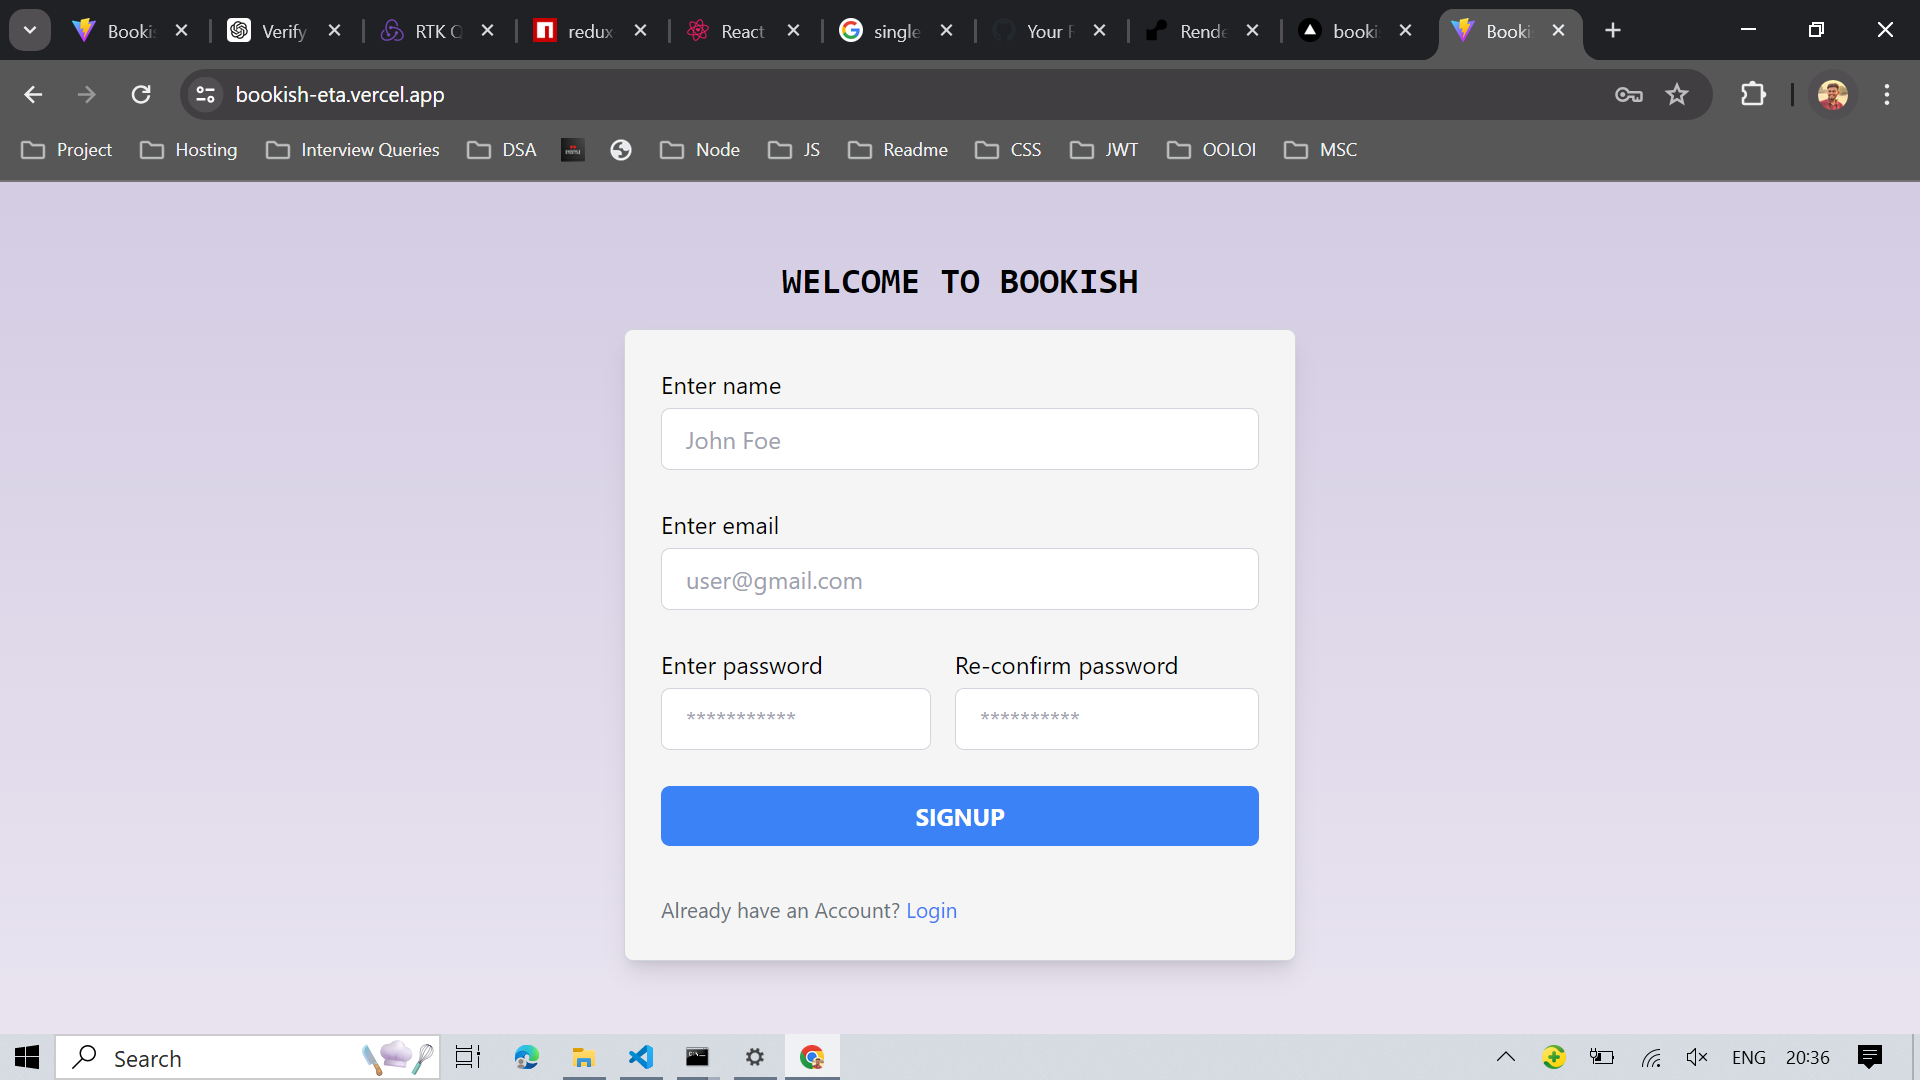 Booki
Verify
RTK Q
redux
React
single
Your R
Rende
booki
Booki
bookish-eta.vercel.app
Project
Hosting
Interview Queries
DSA
Node
JS
Readme
CSS
JWT
OOLOI
MSC
WELCOME TO BOOKISH
Enter name
John Foe
Enter email
user@gmail.com
Enter password
Re-confirm password
***********
**********
SIGNUP
Already have an Account? Login
Search
ENG
20:36